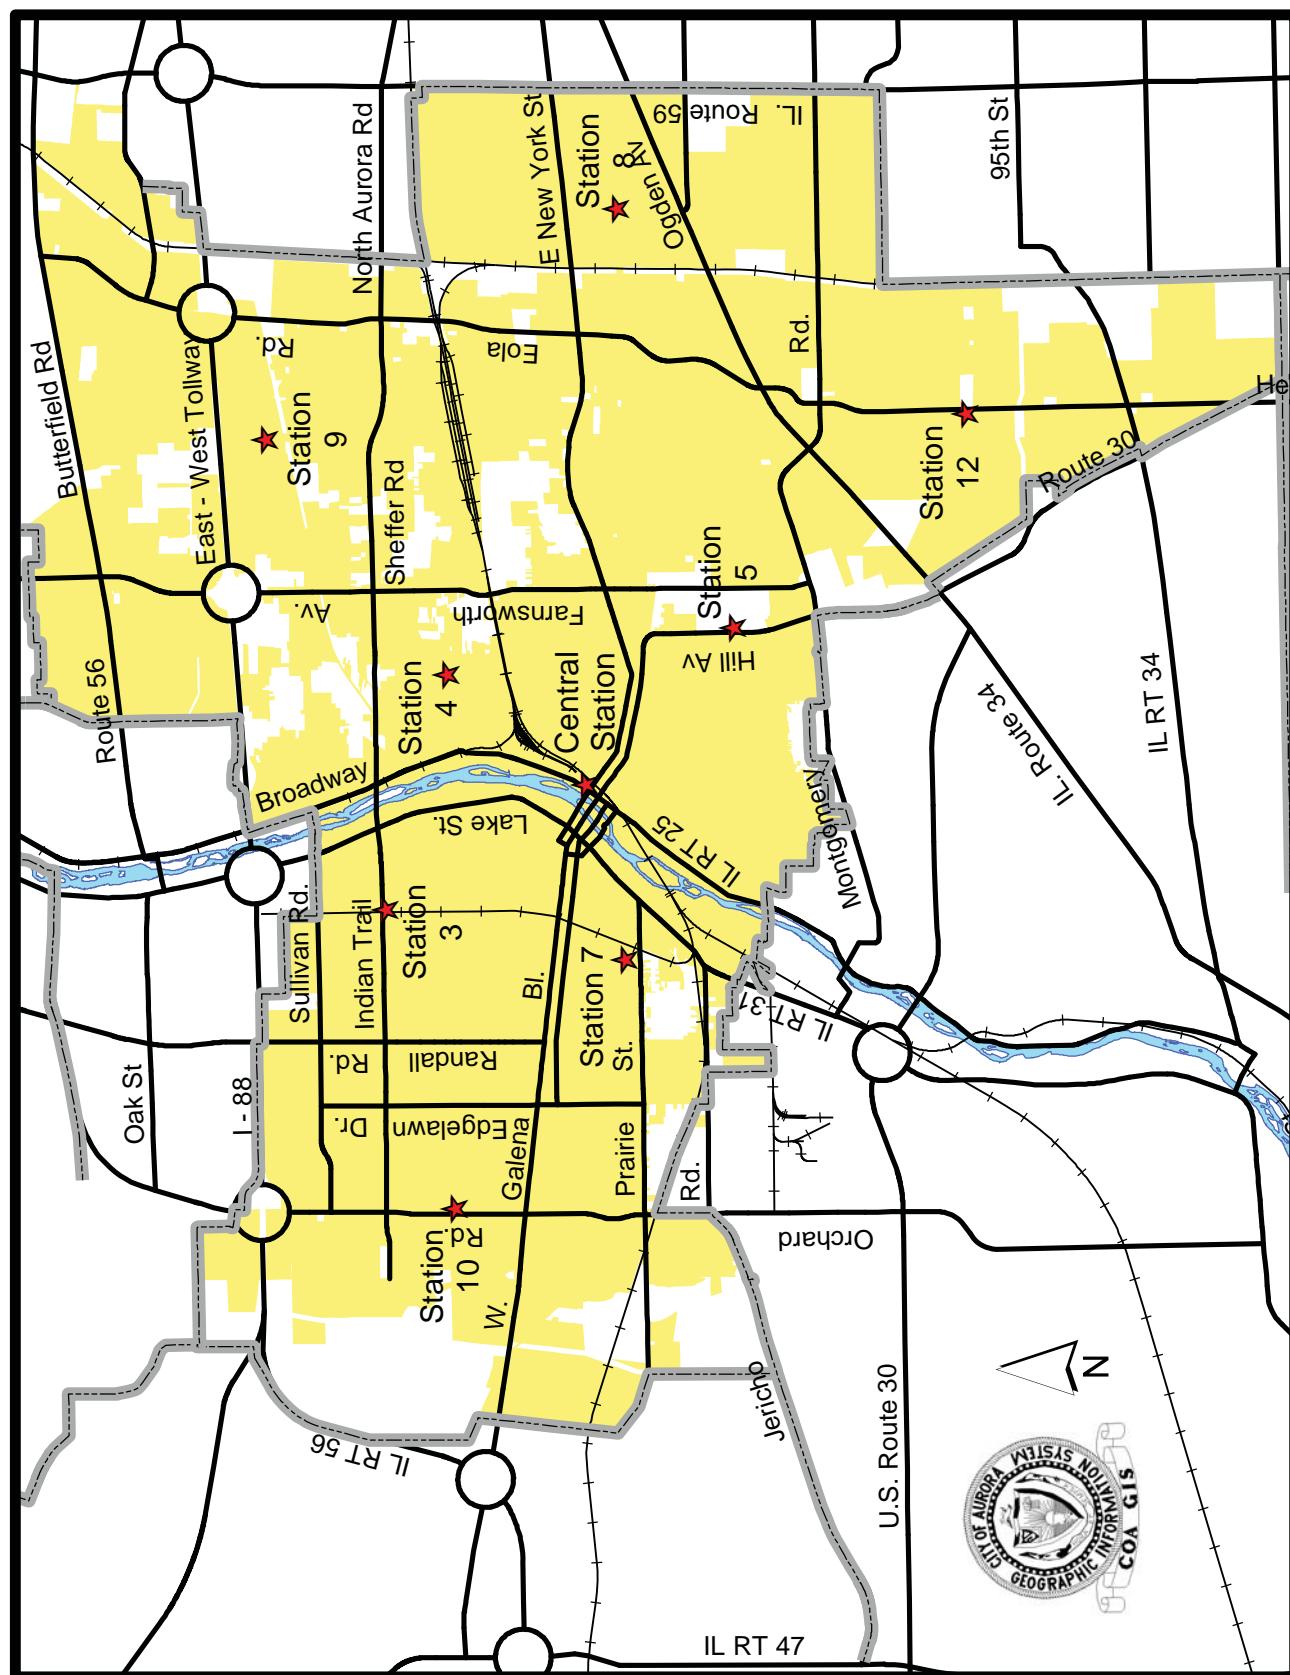 Butterfield Rd
Route 56
East - West Tollway
North Aurora Rd
Sheffer Rd
Rd.
Eola
E New York St
Station
8
Ogden Av
IL.
Route 59
95th St
Rd.
Station
9
Station
12
Route 30
He
Av.
Farnsworth
Station
5
Hill Av
Station
4
Central
Station
Broadway
Lake St.
IL RT 25
Montgomery
IL. Route 34
IL RT 34
Sullivan Rd.
Indian Trail
Station
3
Bl.
Station 7
St.
IL RT 31
Oak St
I - 88
Rd.
Randall
Dr.
Edgelawn
Galena
Prairie
Rd.
Orchard
Station
10
Rd.
W.
IL RT 56
Jericho
U.S. Route 30
IL RT 47
N
CITY OF AURORA
GEOGRAPHIC INFORMATION SYSTEM
COA GIS